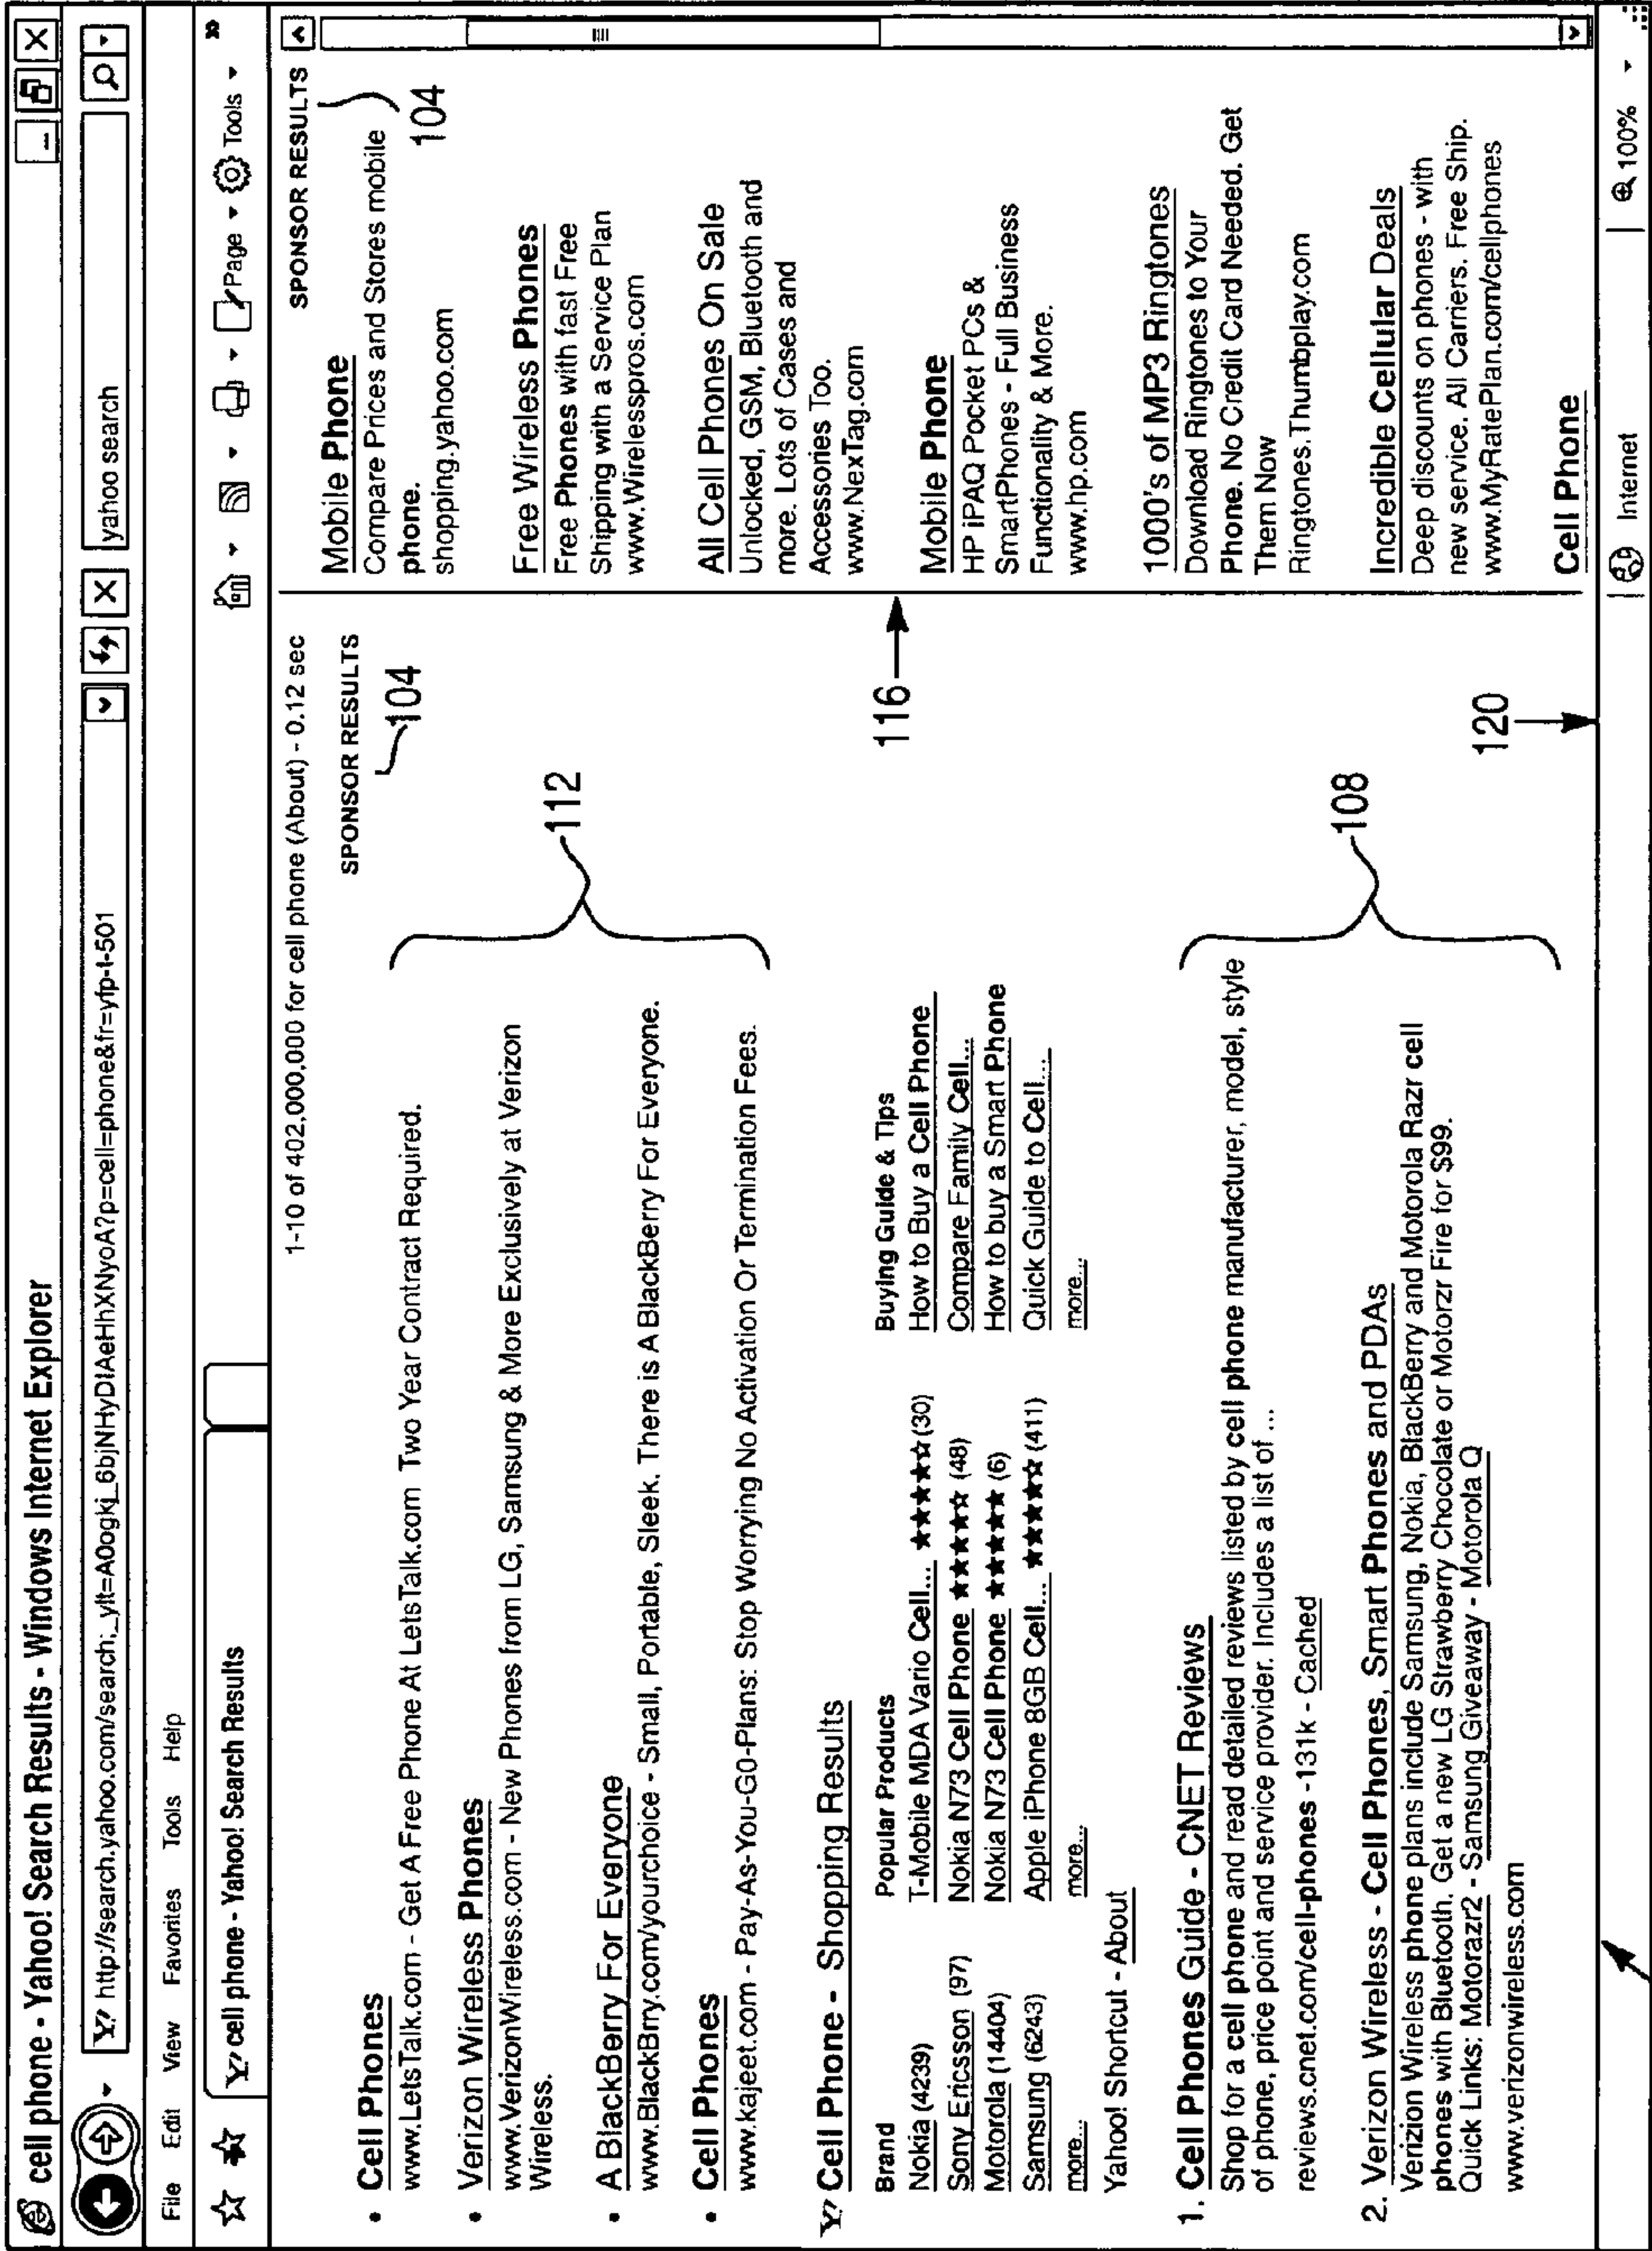 cell phone - Yahoo! Search Results - Windows Internet Explorer
Y! http://search.yahoo.com/search;_ylt=A0ogkj_6bjNHyDIAeHhXNyoA?p=cell=phone&fr=yfp-t-501
yahoo search
File Edit View Favorites Tools Help
Y! cell phone - Yahoo! Search Results
Page Tools »
1-10 of 402,000,000 for cell phone (About) - 0.12 sec
SPONSOR RESULTS
104
• Cell Phones
www.LetsTalk.com - Get A Free Phone At LetsTalk.com Two Year Contract Required.
• Verizon Wireless Phones
www.VerizonWireless.com - New Phones from LG, Samsung & More Exclusively at Verizon
Wireless.
112
• A BlackBerry For Everyone
www.BlackBrry.com/yourchoice - Small, Portable, Sleek. There is A BlackBerry For Everyone.
• Cell Phones
www.kajeet.com - Pay-As-You-G0-Plans: Stop Worrying No Activation Or Termination Fees.
Y! Cell Phone - Shopping Results
Brand
Nokia (4239)
Sony Ericsson (97)
Motorola (14404)
Samsung (6243)
more...
Popular Products
T-Mobile MDA Vario Cell... ★★★★☆(30)
Nokia N73 Cell Phone ★★★★☆ (48)
Nokia N73 Cell Phone ★★★★★ (6)
Apple iPhone 8GB Cell... ★★★★☆ (411)
more...
Buying Guide & Tips
How to Buy a Cell Phone
Compare Family Cell...
How to buy a Smart Phone
Quick Guide to Cell...
more...
Yahoo! Shortcut - About
1. Cell Phones Guide - CNET Reviews
Shop for a cell phone and read detailed reviews listed by cell phone manufacturer, model, style
of phone, price point and service provider. Includes a list of ...
reviews.cnet.com/cell-phones -131k - Cached
108
2. Verizon Wireless - Cell Phones, Smart Phones and PDAs
Verizion Wireless phone plans include Samsung, Nokia, BlackBerry and Motorola Razr cell
phones with Bluetooth. Get a new LG Strawberry Chocolate or Motorzr Fire for $99.
Quick Links: Motorazr2 - Samsung Giveaway - Motorola Q
www.verizonwireless.com
120
116
SPONSOR RESULTS
104
Mobile Phone
Compare Prices and Stores mobile
phone.
shopping.yahoo.com
Free Wireless Phones
Free Phones with fast Free
Shipping with a Service Plan
www.Wirelesspros.com
All Cell Phones On Sale
Unlocked, GSM, Bluetooth and
more. Lots of Cases and
Accessories Too.
www.NexTag.com
Mobile Phone
HP iPAQ Pocket PCs &
SmartPhones - Full Business
Functionality & More.
www.hp.com
1000's of MP3 Ringtones
Download Ringtones to Your
Phone. No Credit Card Needed. Get
Them Now
Ringtones.Thumbplay.com
Incredible Cellular Deals
Deep discounts on phones - with
new service. All Carriers. Free Ship.
www.MyRatePlan.com/cellphones
Cell Phone
Internet
100%